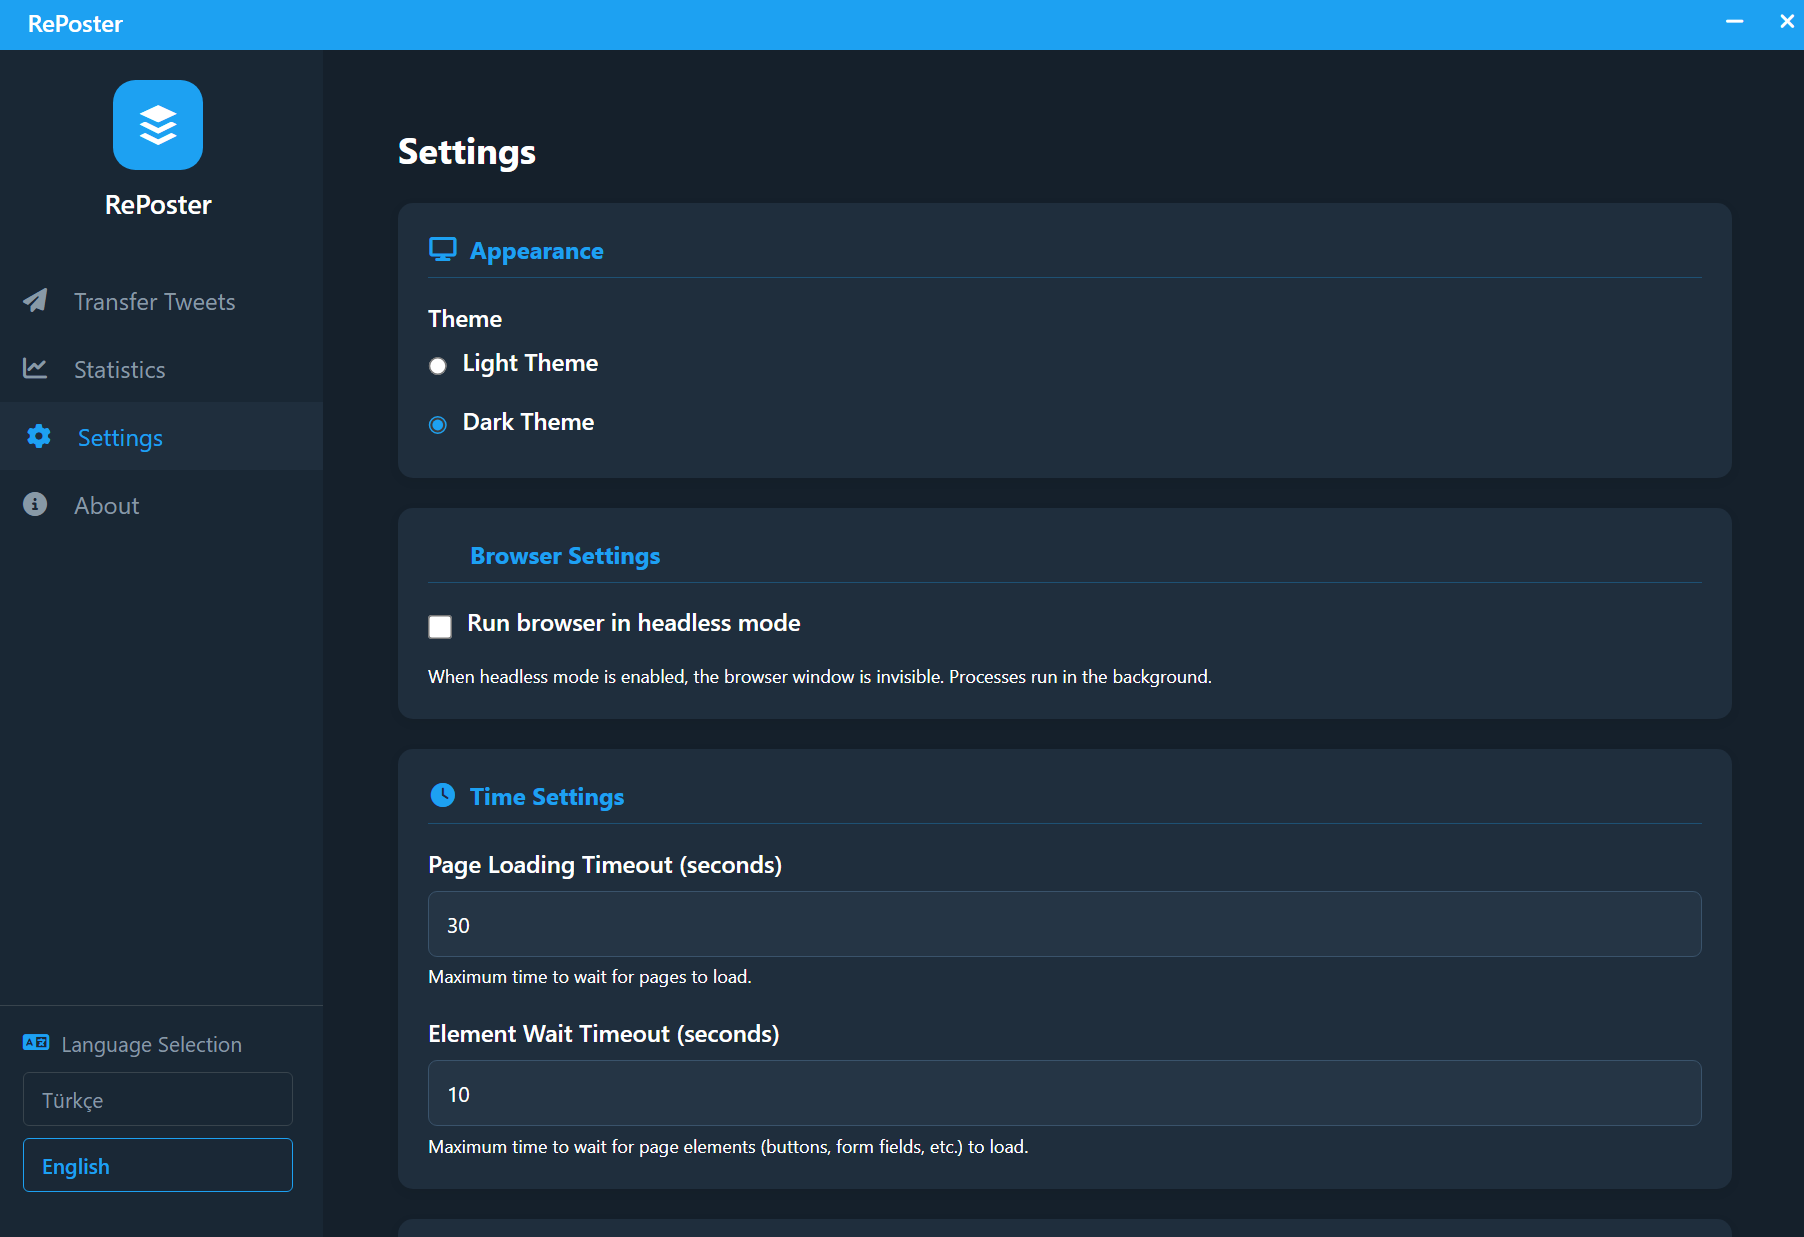 RePoster
RePoster
Transfer Tweets
Statistics
Settings
About
Language Selection
Türkçe
English
Settings
Appearance
Theme
Light Theme
Dark Theme
Browser Settings
Run browser in headless mode
When headless mode is enabled, the browser window is invisible. Processes run in the background.
Time Settings
Page Loading Timeout (seconds)
30
Maximum time to wait for pages to load.
Element Wait Timeout (seconds)
10
Maximum time to wait for page elements (buttons, form fields, etc.) to load.